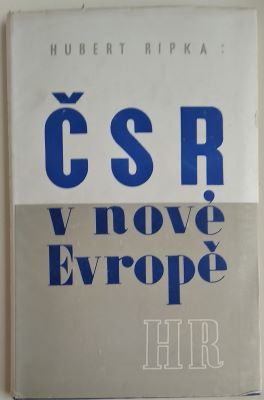 HUBERT RIPKA:
ČSR
v nové
Evropě
HR